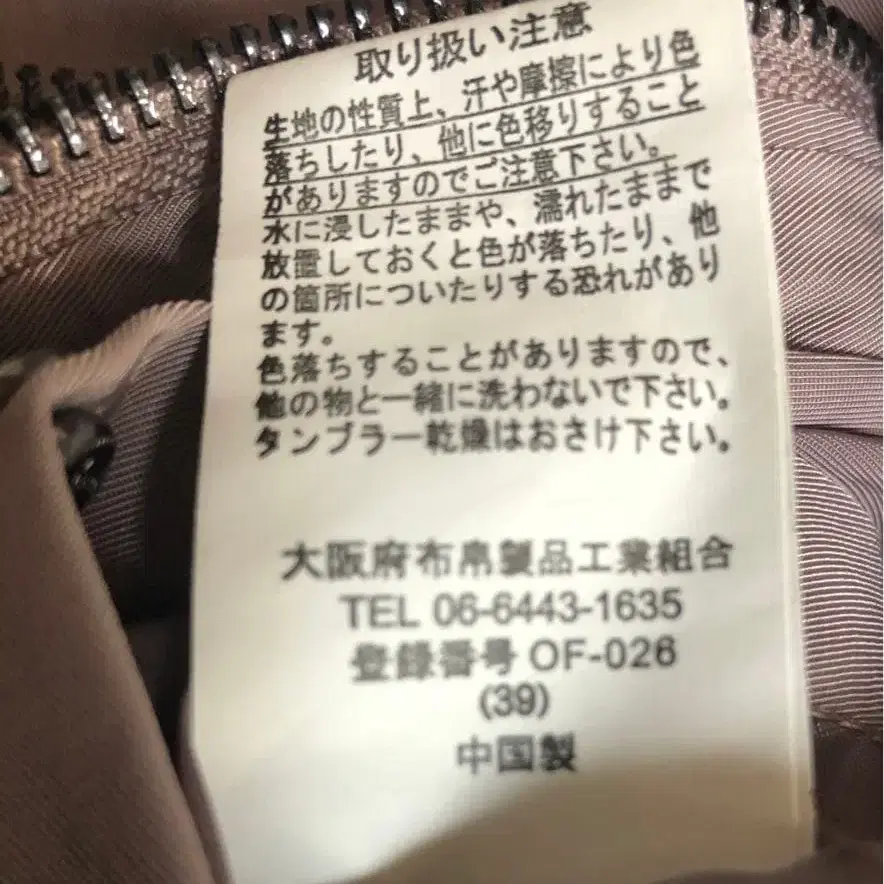 取り扱い注意
生地の性質上、汗や摩擦により色
落ちしたり、他に色移りすること
がありますのでご注意下さい。
水に浸したままや、濡れたままで
放置しておくと色が落ちたり、他
の箇所についたりする恐れがあり
ます。
色落ちすることがありますので、
他の物と一緒に洗わないで下さい。
タンブラー乾燥はおさけ下さい。
大阪府布帛製品工業組合
TEL 06-6443-1635
登録番号 OF-026
(39)
中国製